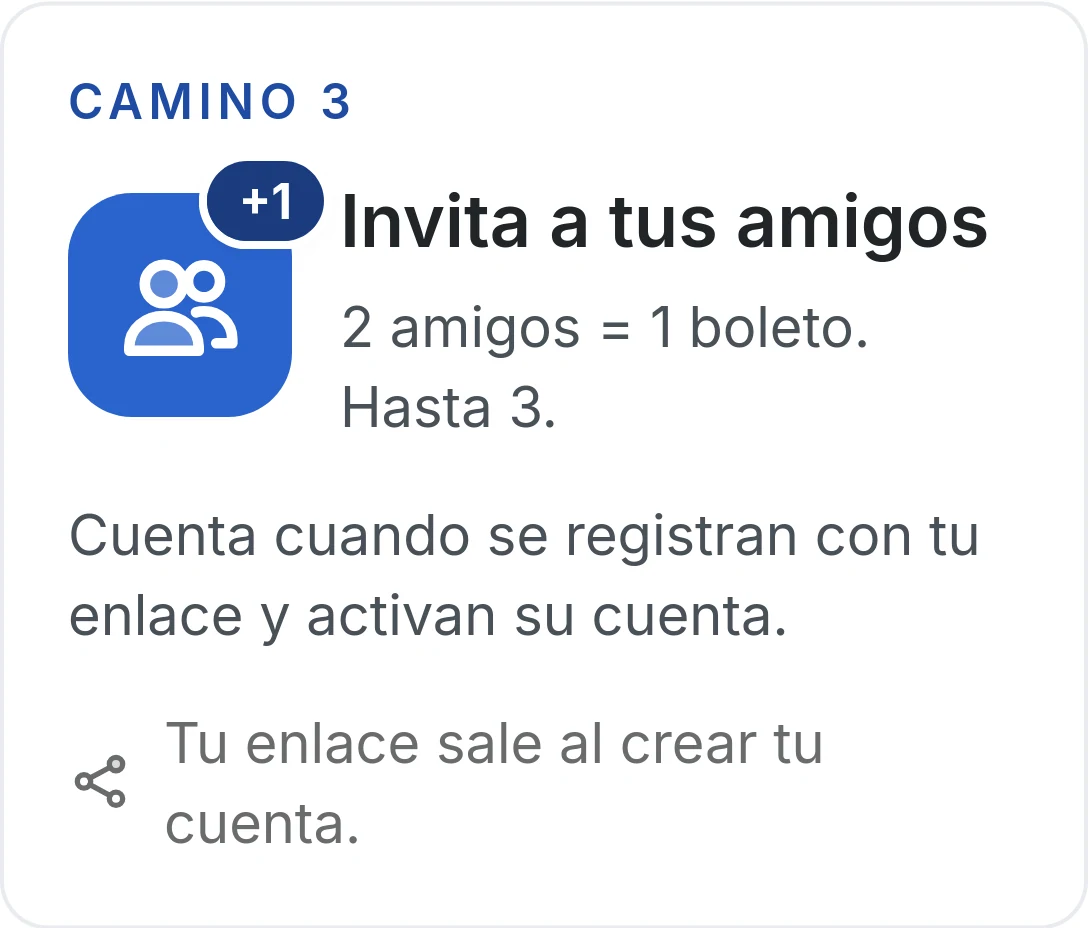 CAMINO 3
+1
Invita a tus amigos
2 amigos = 1 boleto.
Hasta 3.
Cuenta cuando se registran con tu
enlace y activan su cuenta.
Tu enlace sale al crear tu
cuenta.